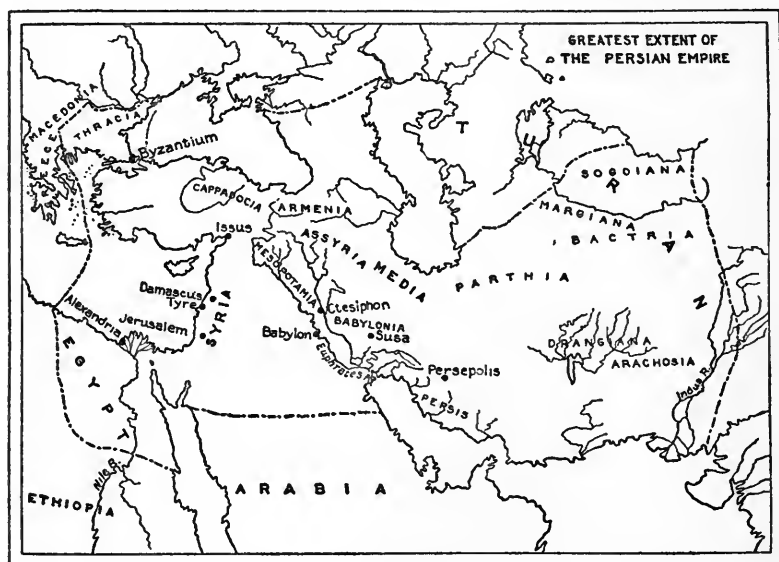 GREATEST EXTENT OF
THE PERSIAN EMPIRE
MACEDONIA
THRACIA
GREECE
Byzantium
TURAN
SOGDIANA
CAPPADOCIA
ARMENIA
MARGIANA
BACTRIA
Issus
ASSYRIA
MEDIA
PARTHIA
MESOPOTAMIA
Damascus
Tyre
SYRIA
Alexandria
Jerusalem
Ctesiphon
BABYLONIA
Babylon
Susa
DRANGIANA
ARACHOSIA
EGYPT
Euphrates R.
Persepolis
PERSIS
Indus R.
Nile R.
ETHIOPIA
ARABIA